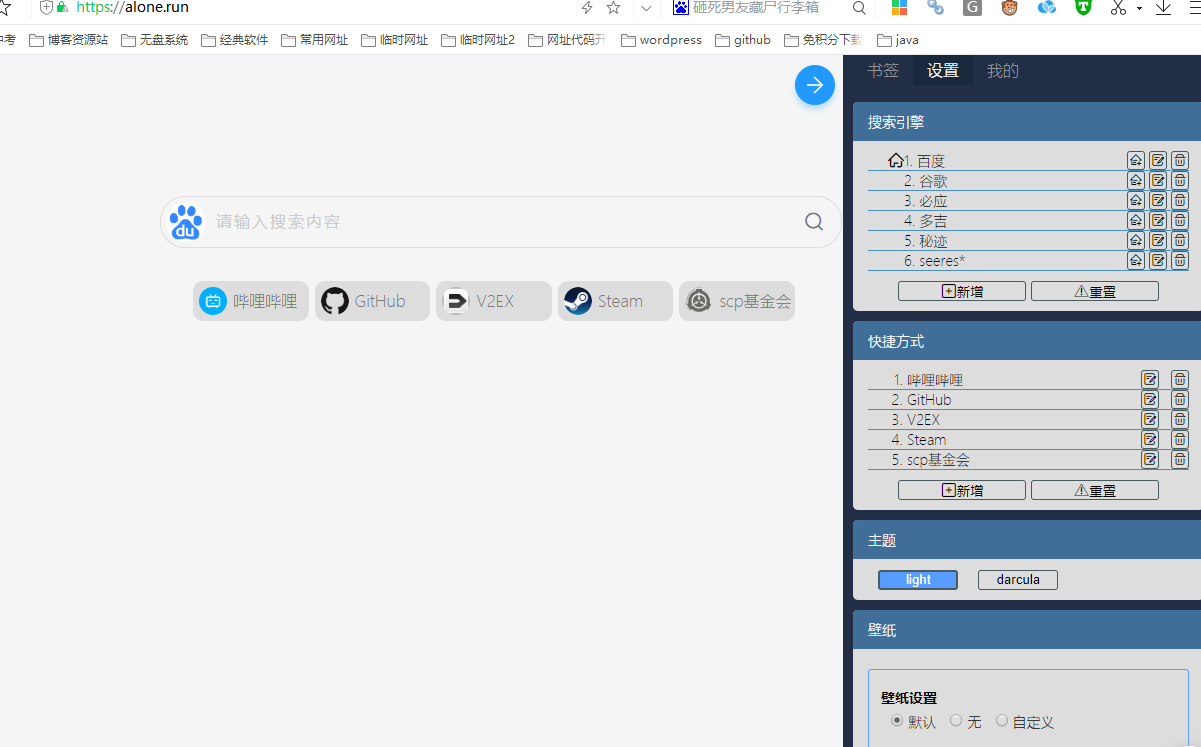 https://alone.run
砸死男友藏尸行李箱
G
T
中考 博客资源站 无盘系统 经典软件 常用网址 临时网址 临时网址2 网址代码开 wordpress github 免积分下载 java
书签 设置 我的
du 请输入搜索内容
哔哩哔哩 GitHub V2EX Steam scp基金会
搜索引擎
1. 百度
2. 谷歌
3. 必应
4. 多吉
5. 秘迹
6. seeres*
新增 重置
快捷方式
1. 哔哩哔哩
2. GitHub
3. V2EX
4. Steam
5. scp基金会
新增 重置
主题
light darcula
壁纸
壁纸设置
默认 无 自定义